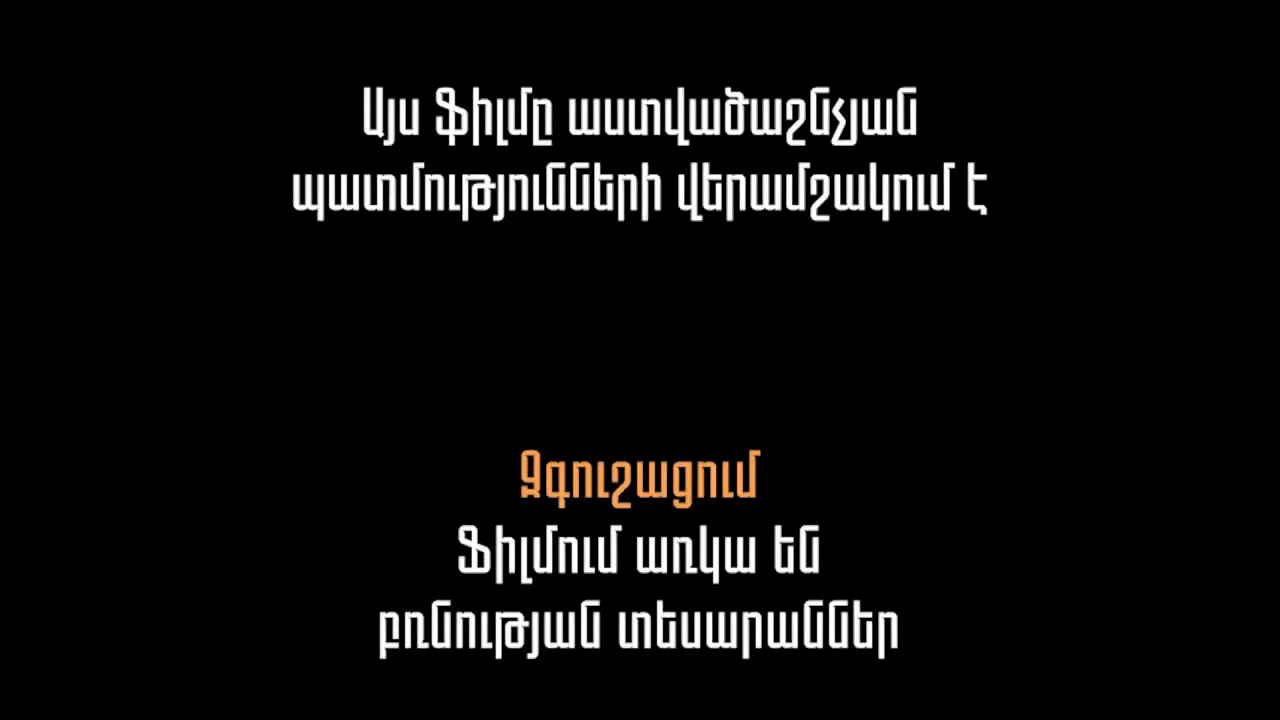 Այս ֆիլմը աստվածաշնչյան
պատմությունների վերամշակում է
Զգուշացում
Ֆիլմում առկա են
բռնության տեսարաններ